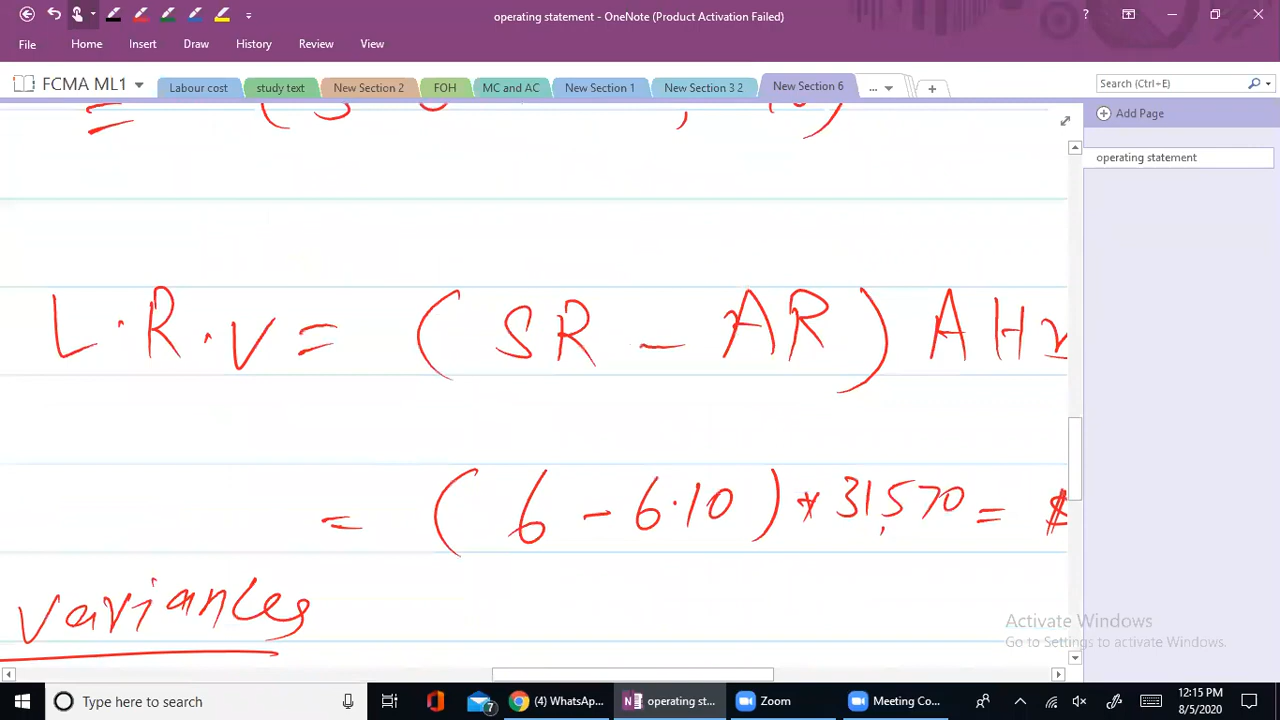 operating statement - OneNote (Product Activation Failed)
?
File Home Insert Draw History Review View
FCMA ML1
Labour cost study text New Section 2 FOH MC and AC New Section 1 New Section 3 2 New Section 6 ... +
Search (Ctrl+E)
Add Page
operating statement
L.R.V = (SR - AR) AH
= (6 - 6.10) * 31,570 = $
variances
Activate Windows
Go to Settings to activate Windows.
Type here to search
7
(4) WhatsApp...
operating st...
Zoom
Meeting Co...
12:15 PM
8/5/2020